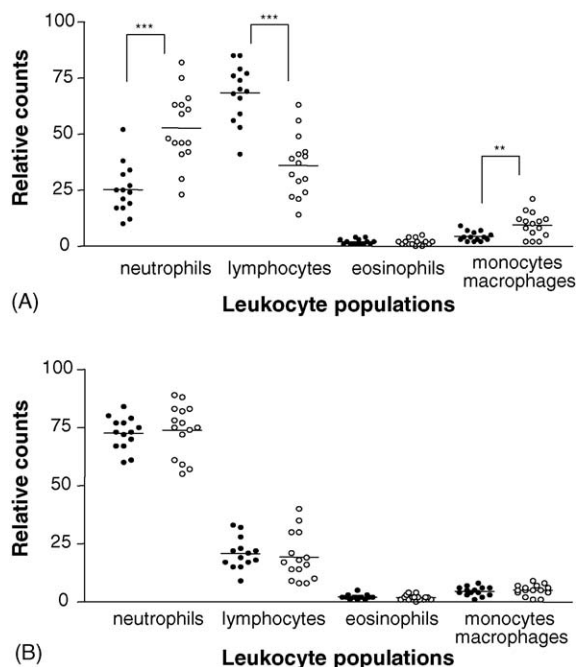 100
***
***
75
Relative counts
50
**
25
0
neutrophils lymphocytes eosinophils monocytes
macrophages
(A)
Leukocyte populations
100
75
Relative counts
50
25
0
neutrophils lymphocytes eosinophils monocytes
macrophages
(B)
Leukocyte populations